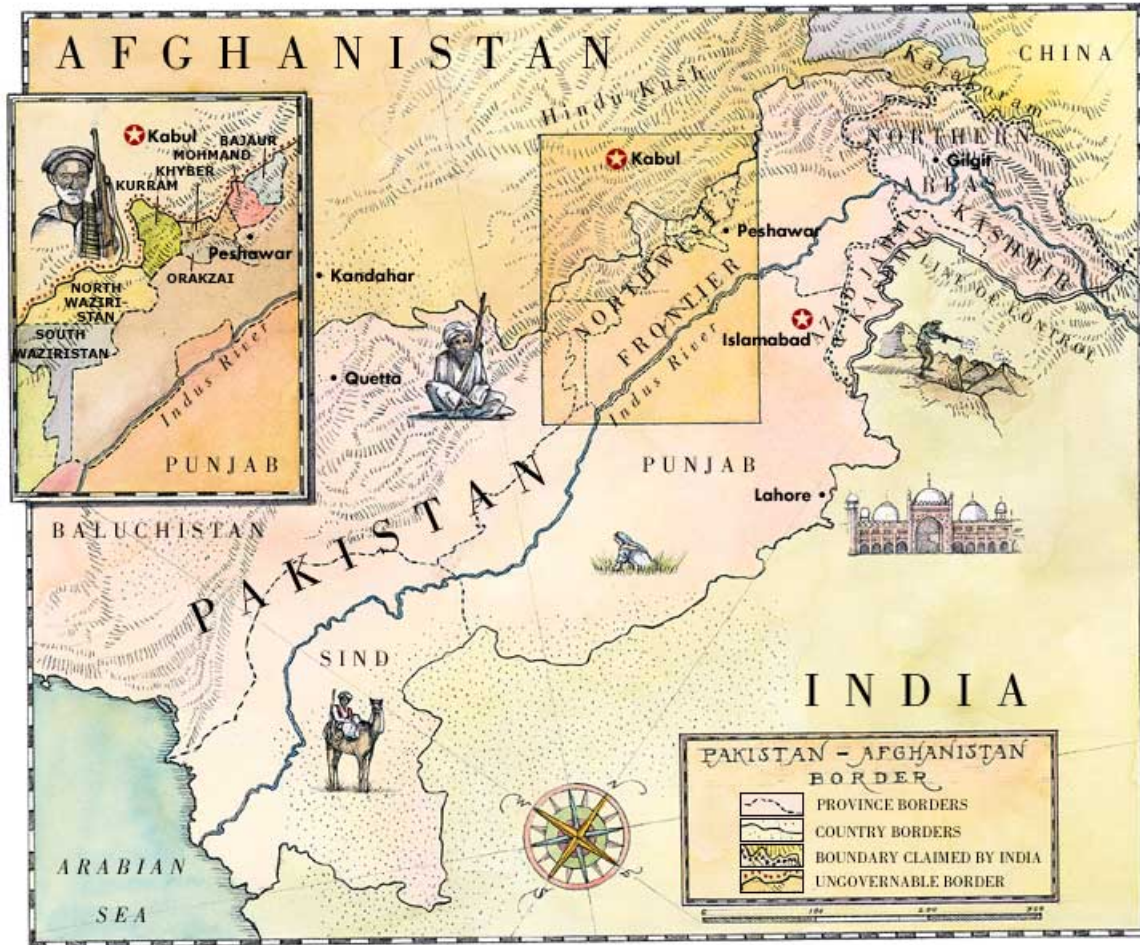 AFGHANISTAN
CHINA
Hindu Kush
Karakoram
Kabul
BAJAUR
MOHMAND
KHYBER
KURRAM
Peshawar
ORAKZAI
NORTH
WAZIRI-
STAN
SOUTH
WAZIRISTAN
Indus River
PUNJAB
Kabul
NORTHERN
AREAS
Gilgit
KASHMIR
Peshawar
NORTHWEST
FRONTIER
Kandahar
AZAD JAMMU
KASHMIR
LINE OF CONTROL
Islamabad
Indus River
Quetta
PUNJAB
Lahore
BALUCHISTAN
PAKISTAN
SIND
INDIA
ARABIAN
SEA
PAKISTAN – AFGHANISTAN
BORDER
PROVINCE BORDERS
COUNTRY BORDERS
BOUNDARY CLAIMED BY INDIA
UNGOVERNABLE BORDER